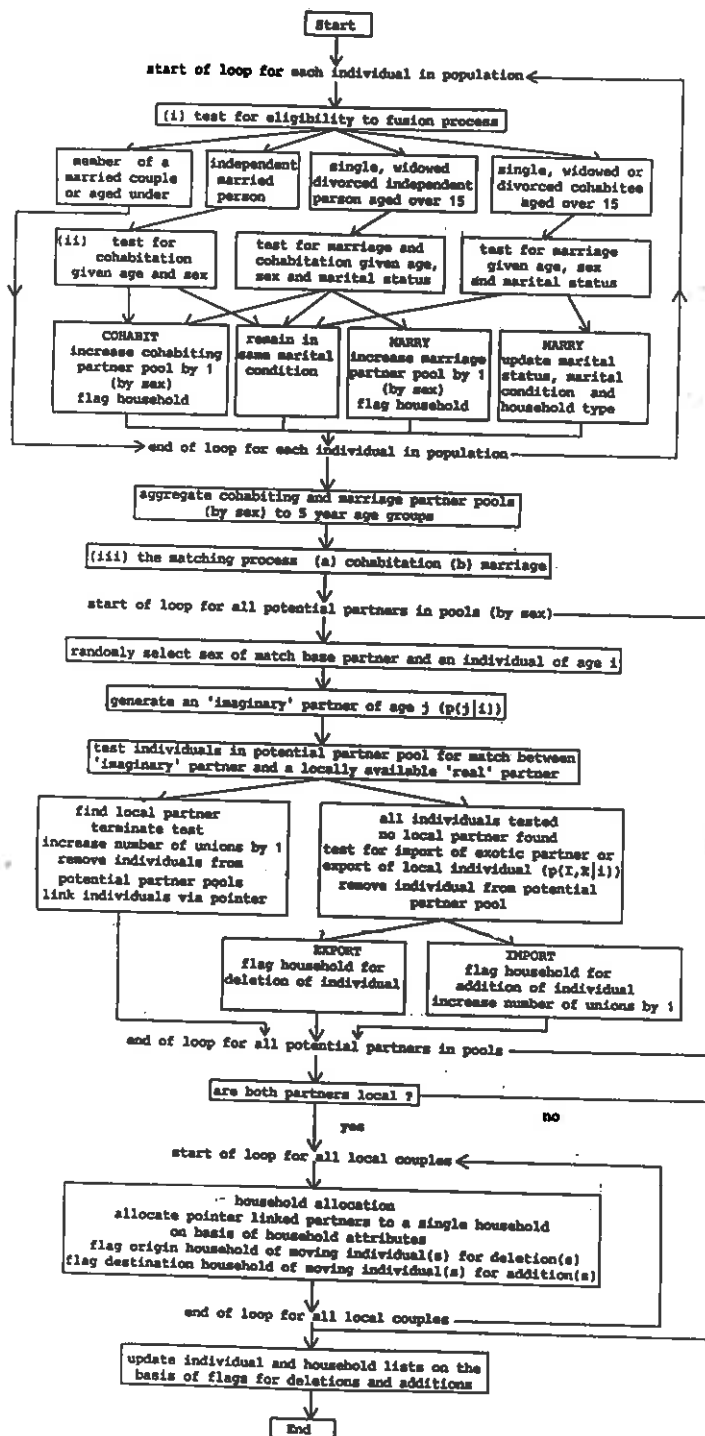 Start
start of loop for each individual in population
(i) test for eligibility to fusion process
member of a
married couple
or aged under
independent
married
person
single, widowed
divorced independent
person aged over 15
single, widowed or
divorced cohabitee
aged over 15
(ii) test for
cohabitation
given age and sex
test for marriage and
cohabitation given age,
sex and marital status
test for marriage
given age, sex
and marital status
COHABIT
increase cohabiting
partner pool by 1
(by sex)
flag household
remain in
same marital
condition
MARRY
increase marriage
partner pool by 1
(by sex)
flag household
MARRY
update marital
status, marital
condition and
household type
end of loop for each individual in population
aggregate cohabiting and marriage partner pools
(by sex) to 5 year age groups
(iii) the matching process (a) cohabitation (b) marriage
start of loop for all potential partners in pools (by sex)
randomly select sex of match base partner and an individual of age i
generate an 'imaginary' partner of age j (p(j|i))
test individuals in potential partner pool for match between
'imaginary' partner and a locally available 'real' partner
find local partner
terminate test
increase number of unions by 1
remove individuals from
potential partner pools
link individuals via pointer
all individuals tested
no local partner found
test for import of exotic partner or
export of local individual (p(I,X|i))
remove individual from potential
partner pool
EXPORT
flag household for
deletion of individual
IMPORT
flag household for
addition of individual
increase number of unions by 1
end of loop for all potential partners in pools
are both partners local ?
no
yes
start of loop for all local couples
household allocation
allocate pointer linked partners to a single household
on basis of household attributes
flag origin household of moving individual(s) for deletion(s)
flag destination household of moving individual(s) for addition(s)
end of loop for all local couples
update individual and household lists on the
basis of flags for deletions and additions
End